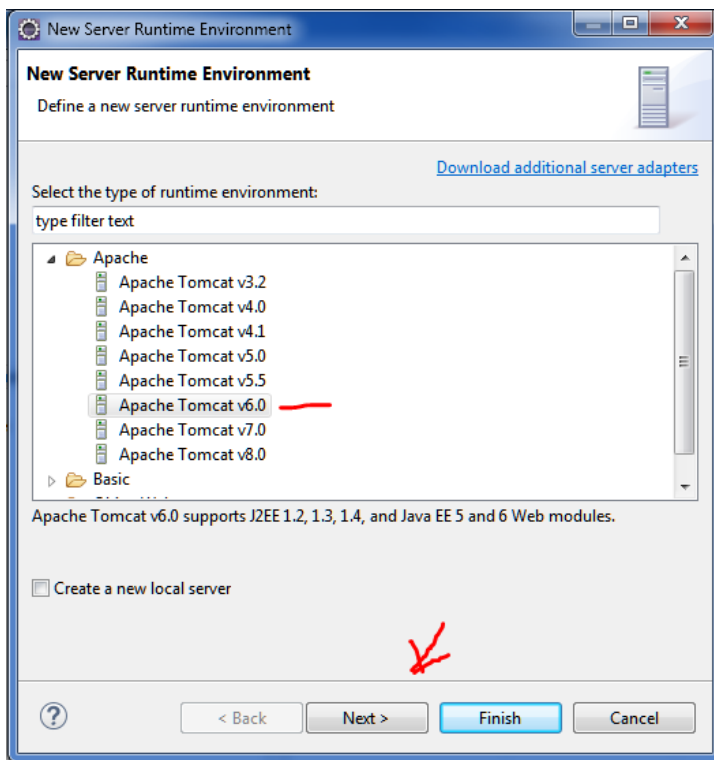 New Server Runtime Environment
New Server Runtime Environment
Define a new server runtime environment
Download additional server adapters
Select the type of runtime environment:
type filter text
Apache
Apache Tomcat v3.2
Apache Tomcat v4.0
Apache Tomcat v4.1
Apache Tomcat v5.0
Apache Tomcat v5.5
Apache Tomcat v6.0
Apache Tomcat v7.0
Apache Tomcat v8.0
Basic
Apache Tomcat v6.0 supports J2EE 1.2, 1.3, 1.4, and Java EE 5 and 6 Web modules.
Create a new local server
? < Back Next > Finish Cancel